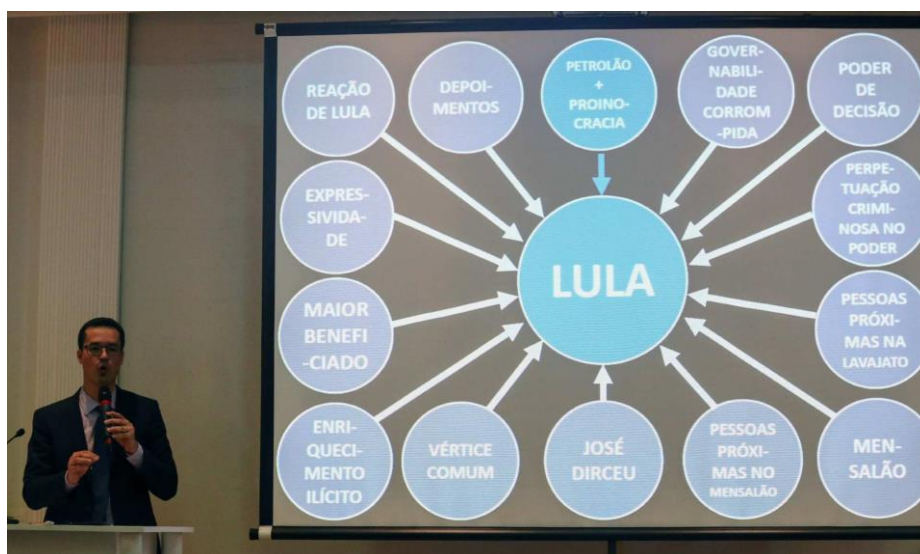 REAÇÃO
DE LULA
DEPOI-
MENTOS
PETROLÃO
+
PROINO-
CRACIA
GOVER-
NABILI-
DADE
CORROM-
-PIDA
PODER
DE
DECISÃO
EXPRES-
SIVIDA-
DE
PERPE-
TUAÇÃO
CRIMI-
NOSA NO
PODER
LULA
MAIOR
BENEFI-
-CIADO
PESSOAS
PRÓXI-
MAS NA
LAVAJATO
ENRI-
QUECI-
MENTO
ILÍCITO
VÉRTICE
COMUM
JOSÉ
DIRCEU
PESSOAS
PRÓXI-
MAS NO
MENSALÃO
MEN-
SALÃO